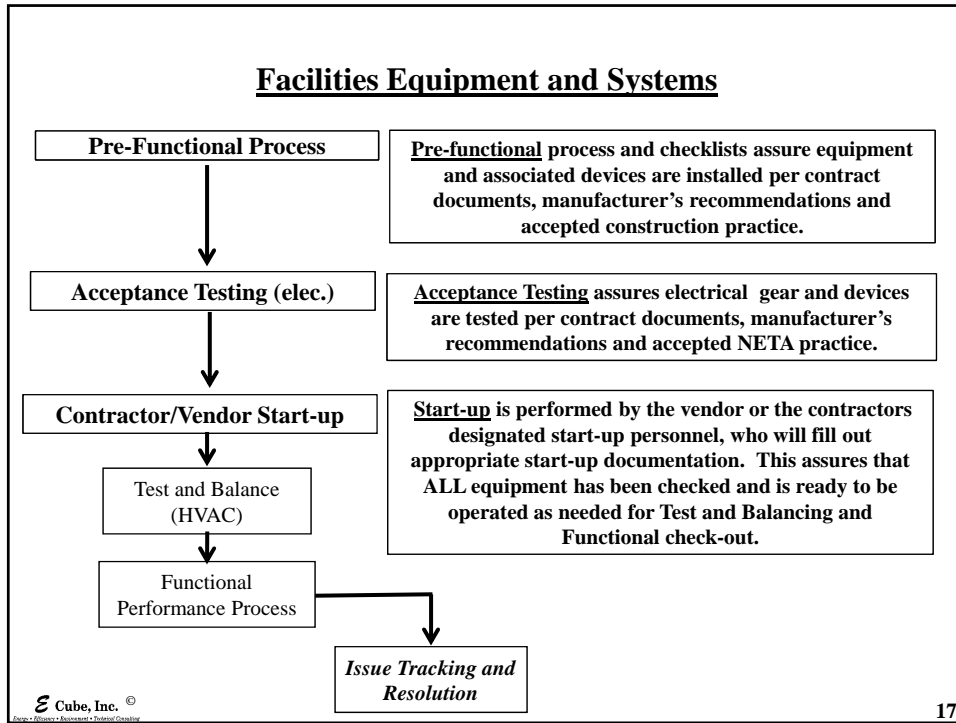 Facilities Equipment and Systems
Pre-Functional Process
Pre-functional process and checklists assure equipment
and associated devices are installed per contract
documents, manufacturer’s recommendations and
accepted construction practice.
Acceptance Testing (elec.)
Acceptance Testing assures electrical gear and devices
are tested per contract documents, manufacturer’s
recommendations and accepted NETA practice.
Contractor/Vendor Start-up
Start-up is performed by the vendor or the contractors
designated start-up personnel, who will fill out
appropriate start-up documentation. This assures that
ALL equipment has been checked and is ready to be
operated as needed for Test and Balancing and
Functional check-out.
Test and Balance
(HVAC)
Functional
Performance Process
Issue Tracking and
Resolution
E Cube, Inc. ©
Energy • Efficiency • Environment • Technical Consulting
17